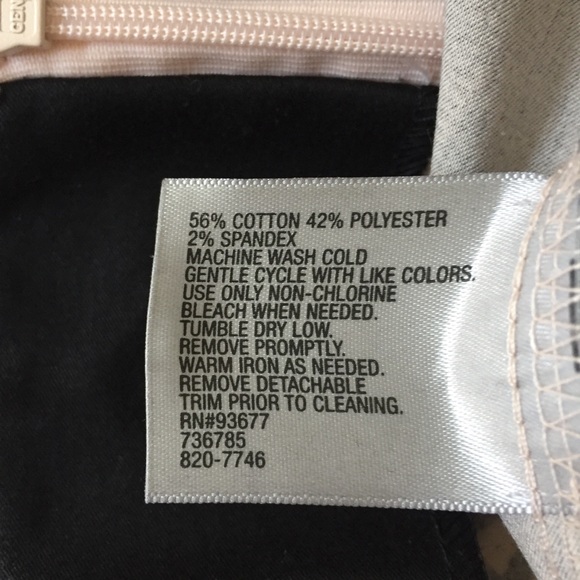 CEN
56% COTTON 42% POLYESTER
2% SPANDEX
MACHINE WASH COLD
GENTLE CYCLE WITH LIKE COLORS.
USE ONLY NON-CHLORINE
BLEACH WHEN NEEDED.
TUMBLE DRY LOW.
REMOVE PROMPTLY.
WARM IRON AS NEEDED.
REMOVE DETACHABLE
TRIM PRIOR TO CLEANING.
RN#93677
736785
820-7746